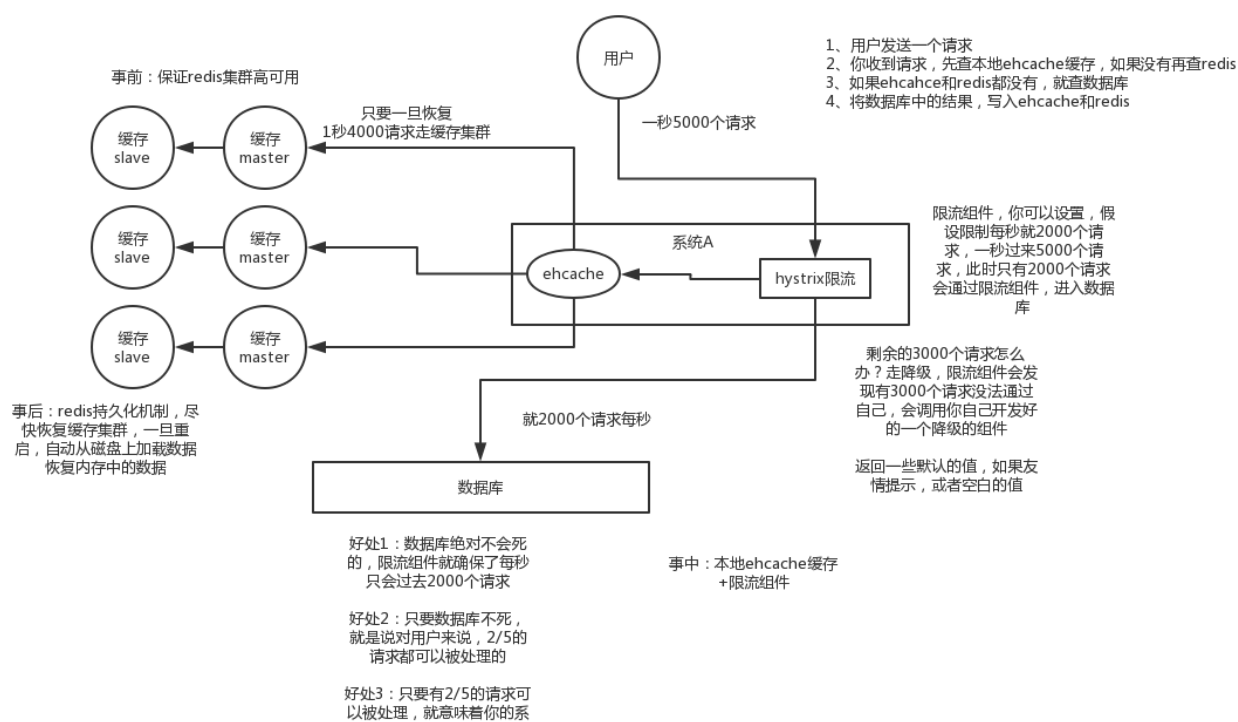 用户
1、用户发送一个请求
2、你收到请求，先查本地ehcache缓存，如果没有再查redis
3、如果ehcahce和redis都没有，就查数据库
4、将数据库中的结果，写入ehcache和redis
事前：保证redis集群高可用
只要一旦恢复
1秒4000请求走缓存集群
一秒5000个请求
缓存
slave
缓存
master
缓存
slave
缓存
master
缓存
slave
缓存
master
系统A
ehcache
hystrix限流
限流组件，你可以设置，假
设限制每秒就2000个请
求，一秒过来5000个请
求，此时只有2000个请求
会通过限流组件，进入数据
库
剩余的3000个请求怎么
办？走降级，限流组件会发
现有3000个请求没法通过
自己，会调用你自己开发好
的一个降级的组件
返回一些默认的值，如果友
情提示，或者空白的值
事后：redis持久化机制，尽
快恢复缓存集群，一旦重
启，自动从磁盘上加载数据
恢复内存中的数据
就2000个请求每秒
数据库
好处1：数据库绝对不会死
的，限流组件就确保了每秒
只会过去2000个请求
好处2：只要数据库不死，
就是说对用户来说，2/5的
请求都可以被处理的
好处3：只要有2/5的请求可
以被处理，就意味着你的系
事中：本地ehcache缓存
+限流组件